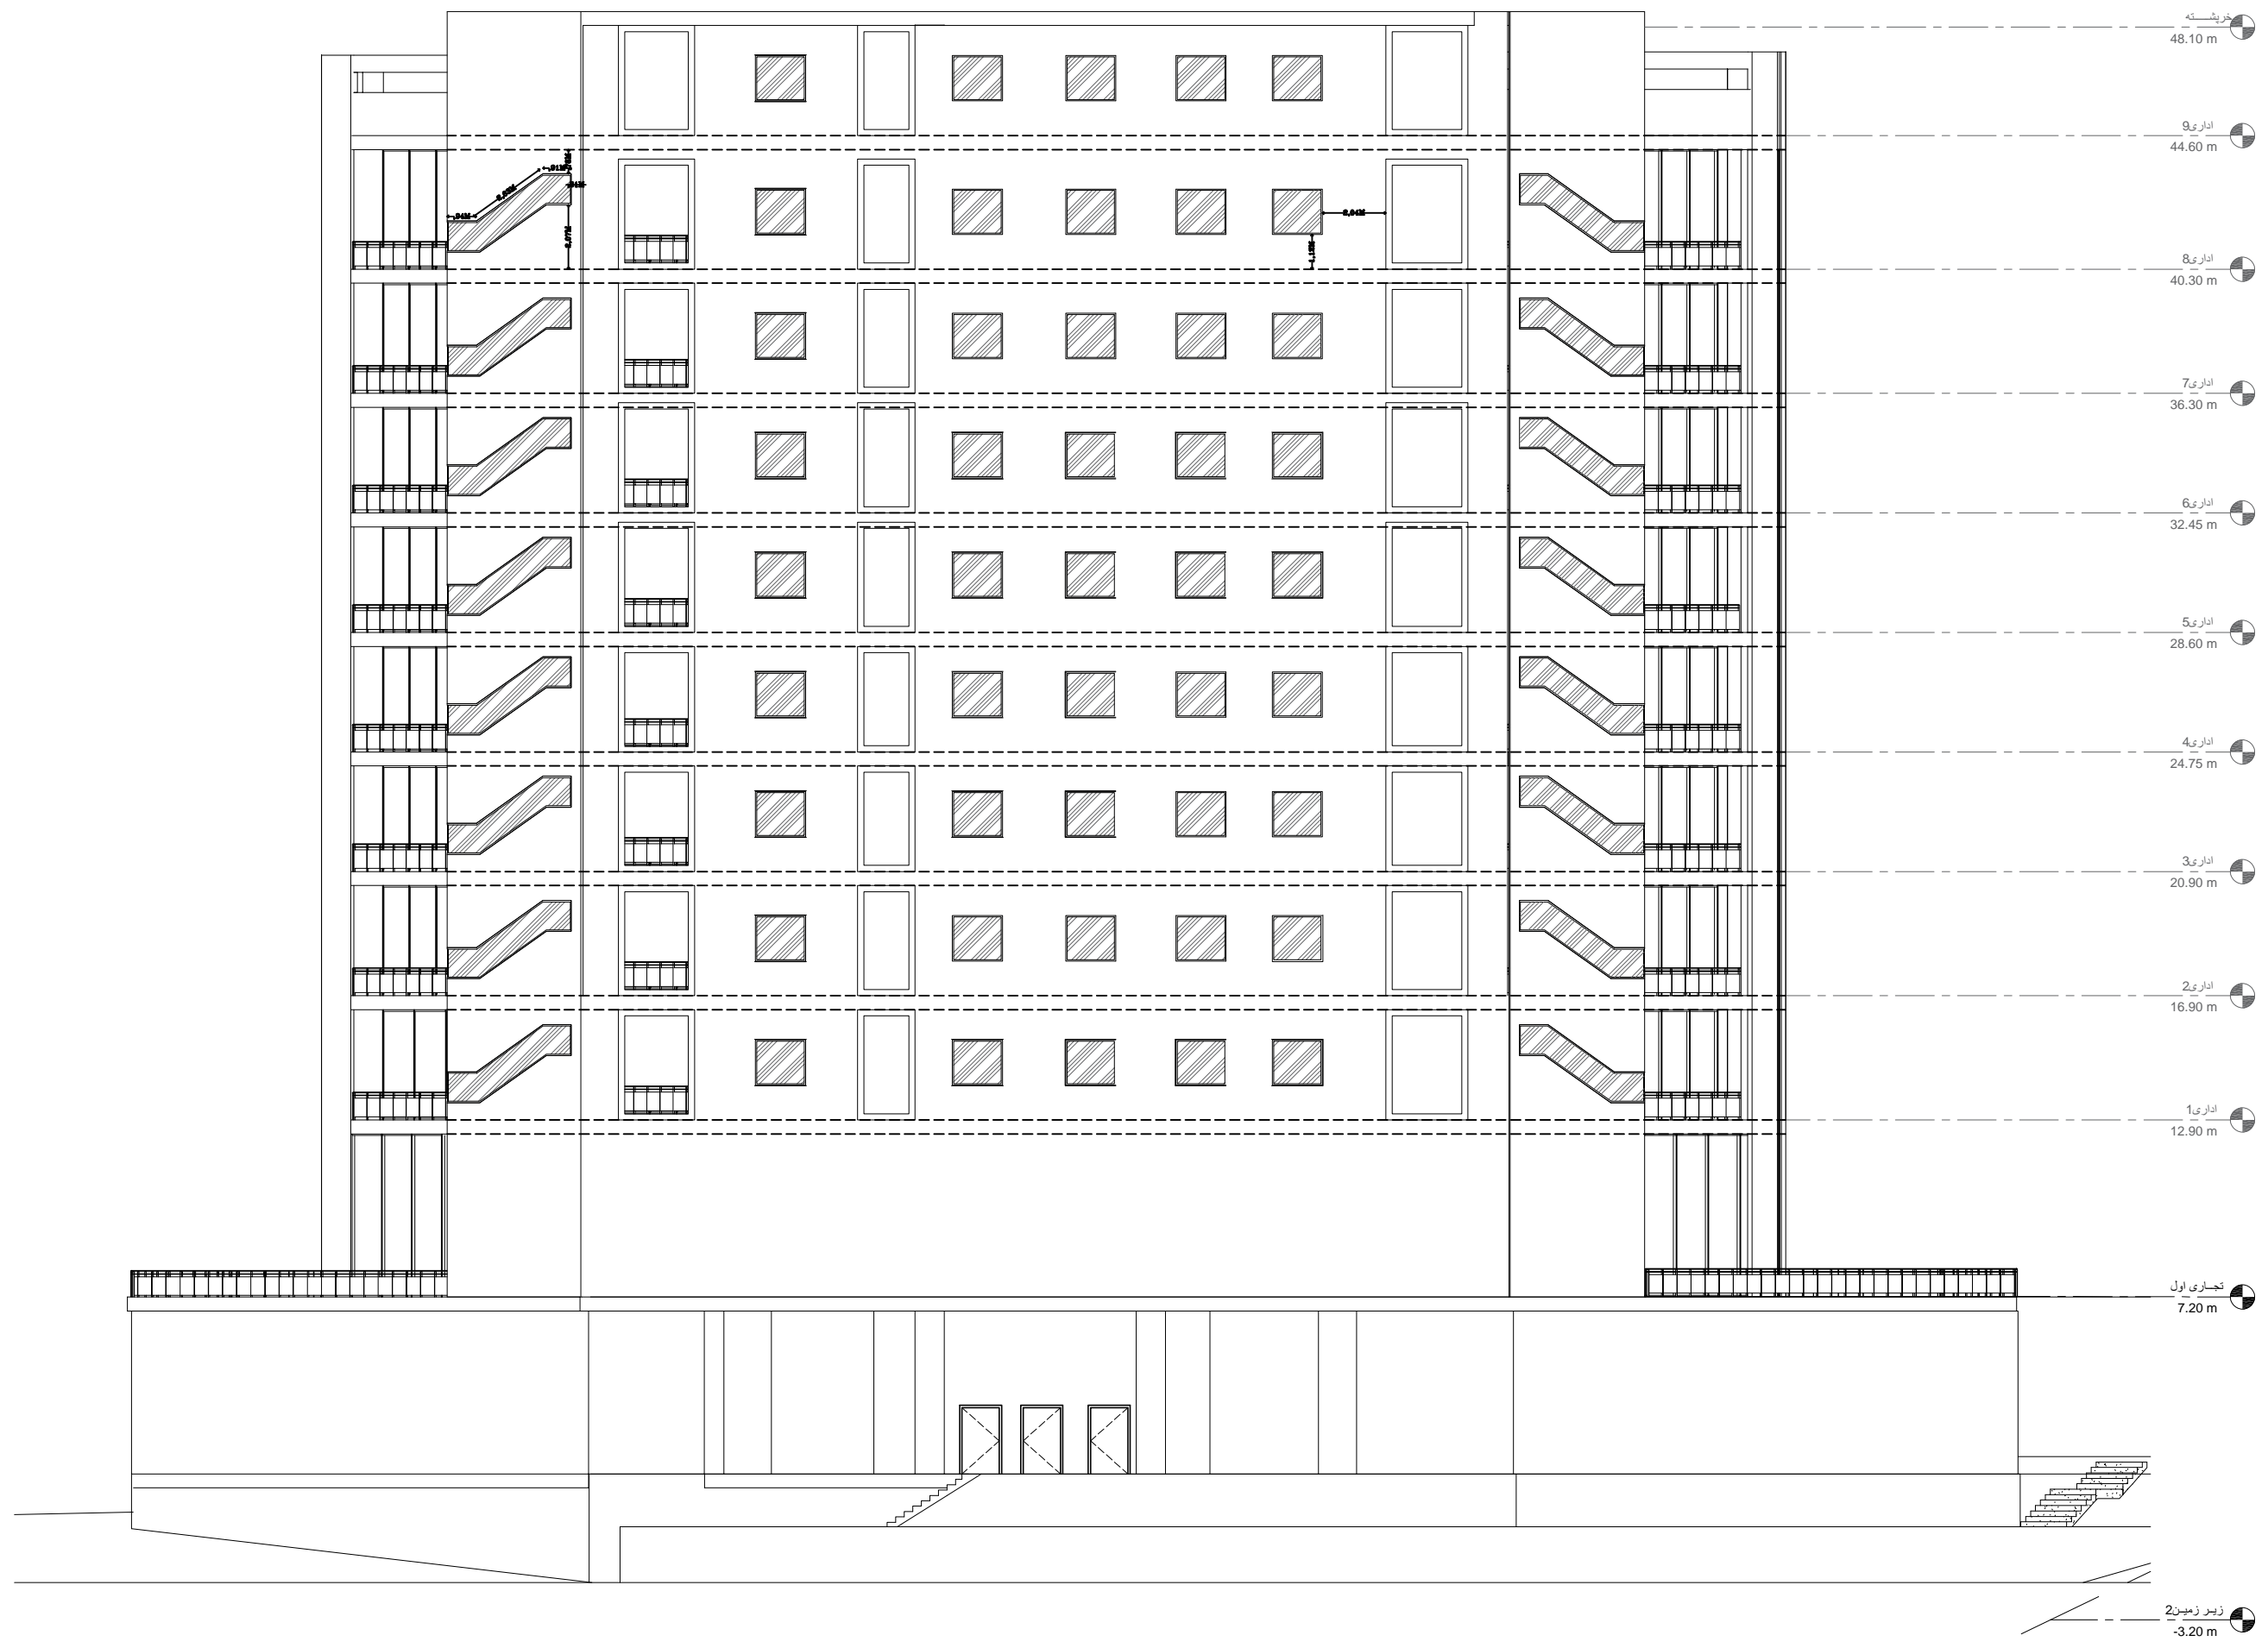 خرپشته
48.10 m
اداری9
44.60 m
اداری8
40.30 m
اداری7
36.30 m
اداری6
32.45 m
اداری5
28.60 m
اداری4
24.75 m
اداری3
20.90 m
اداری2
16.90 m
اداری1
12.90 m
تجاری اول
7.20 m
زیر زمین2
-3.20 m